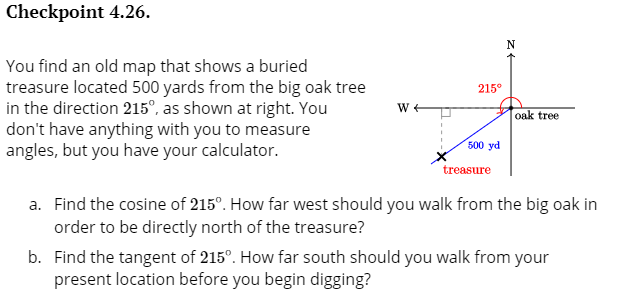 Checkpoint 4.26.
You find an old map that shows a buried
treasure located 500 yards from the big oak tree
in the direction 215°, as shown at right. You
don't have anything with you to measure
angles, but you have your calculator.
N
215°
W
oak tree
500 yd
treasure
a. Find the cosine of 215°. How far west should you walk from the big oak in
order to be directly north of the treasure?
b. Find the tangent of 215°. How far south should you walk from your
present location before you begin digging?